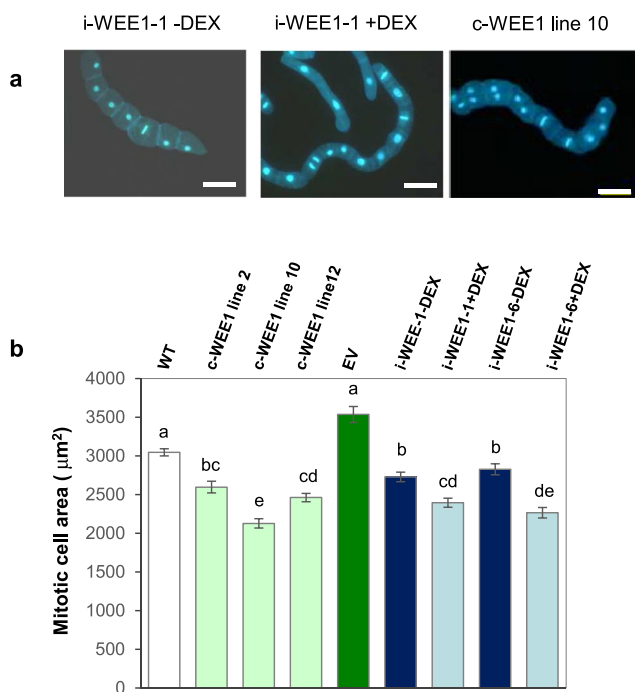 i-WEE1-1 -DEX i-WEE1-1 +DEX c-WEE1 line 10
a
b
WT c-WEE1 line 2 c-WEE1 line 10 c-WEE1 line12 EV i-WEE-1-DEX i-WEE1-1+DEX i-WEE1-6-DEX i-WEE1-6+DEX
Mitotic cell area ( μm²)
4000
3500
3000
2500
2000
1500
1000
500
0
a bc e cd a b cd b de